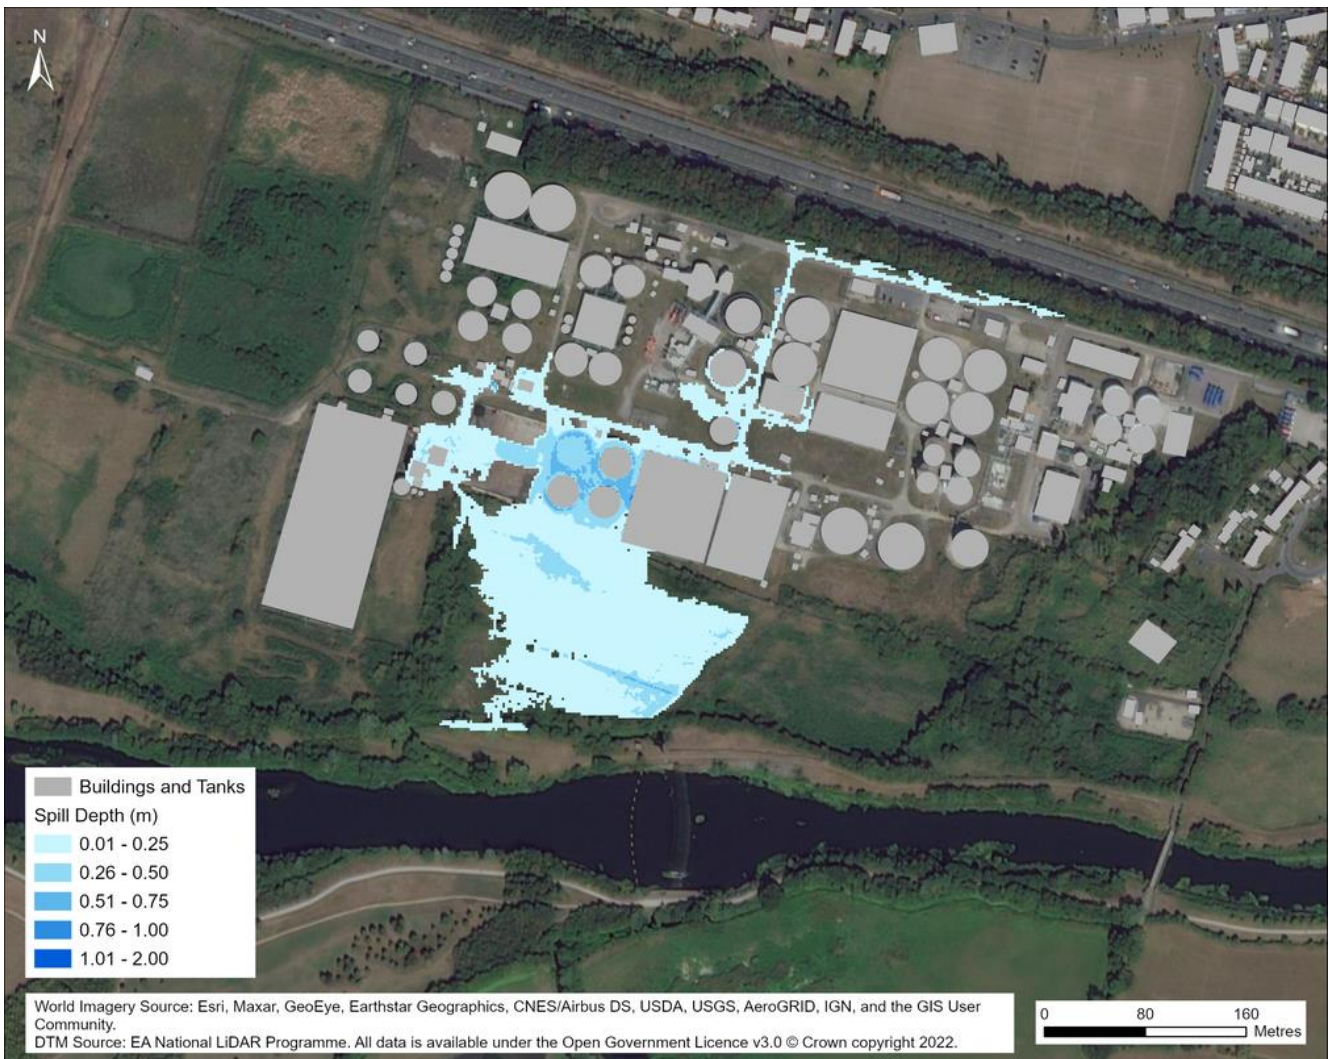 N
Buildings and Tanks
Spill Depth (m)
0.01 - 0.25
0.26 - 0.50
0.51 - 0.75
0.76 - 1.00
1.01 - 2.00
World Imagery Source: Esri, Maxar, GeoEye, Earthstar Geographics, CNES/Airbus DS, USDA, USGS, AeroGRID, IGN, and the GIS User
Community.
DTM Source: EA National LiDAR Programme. All data is available under the Open Government Licence v3.0 © Crown copyright 2022.
0 80 160
Metres